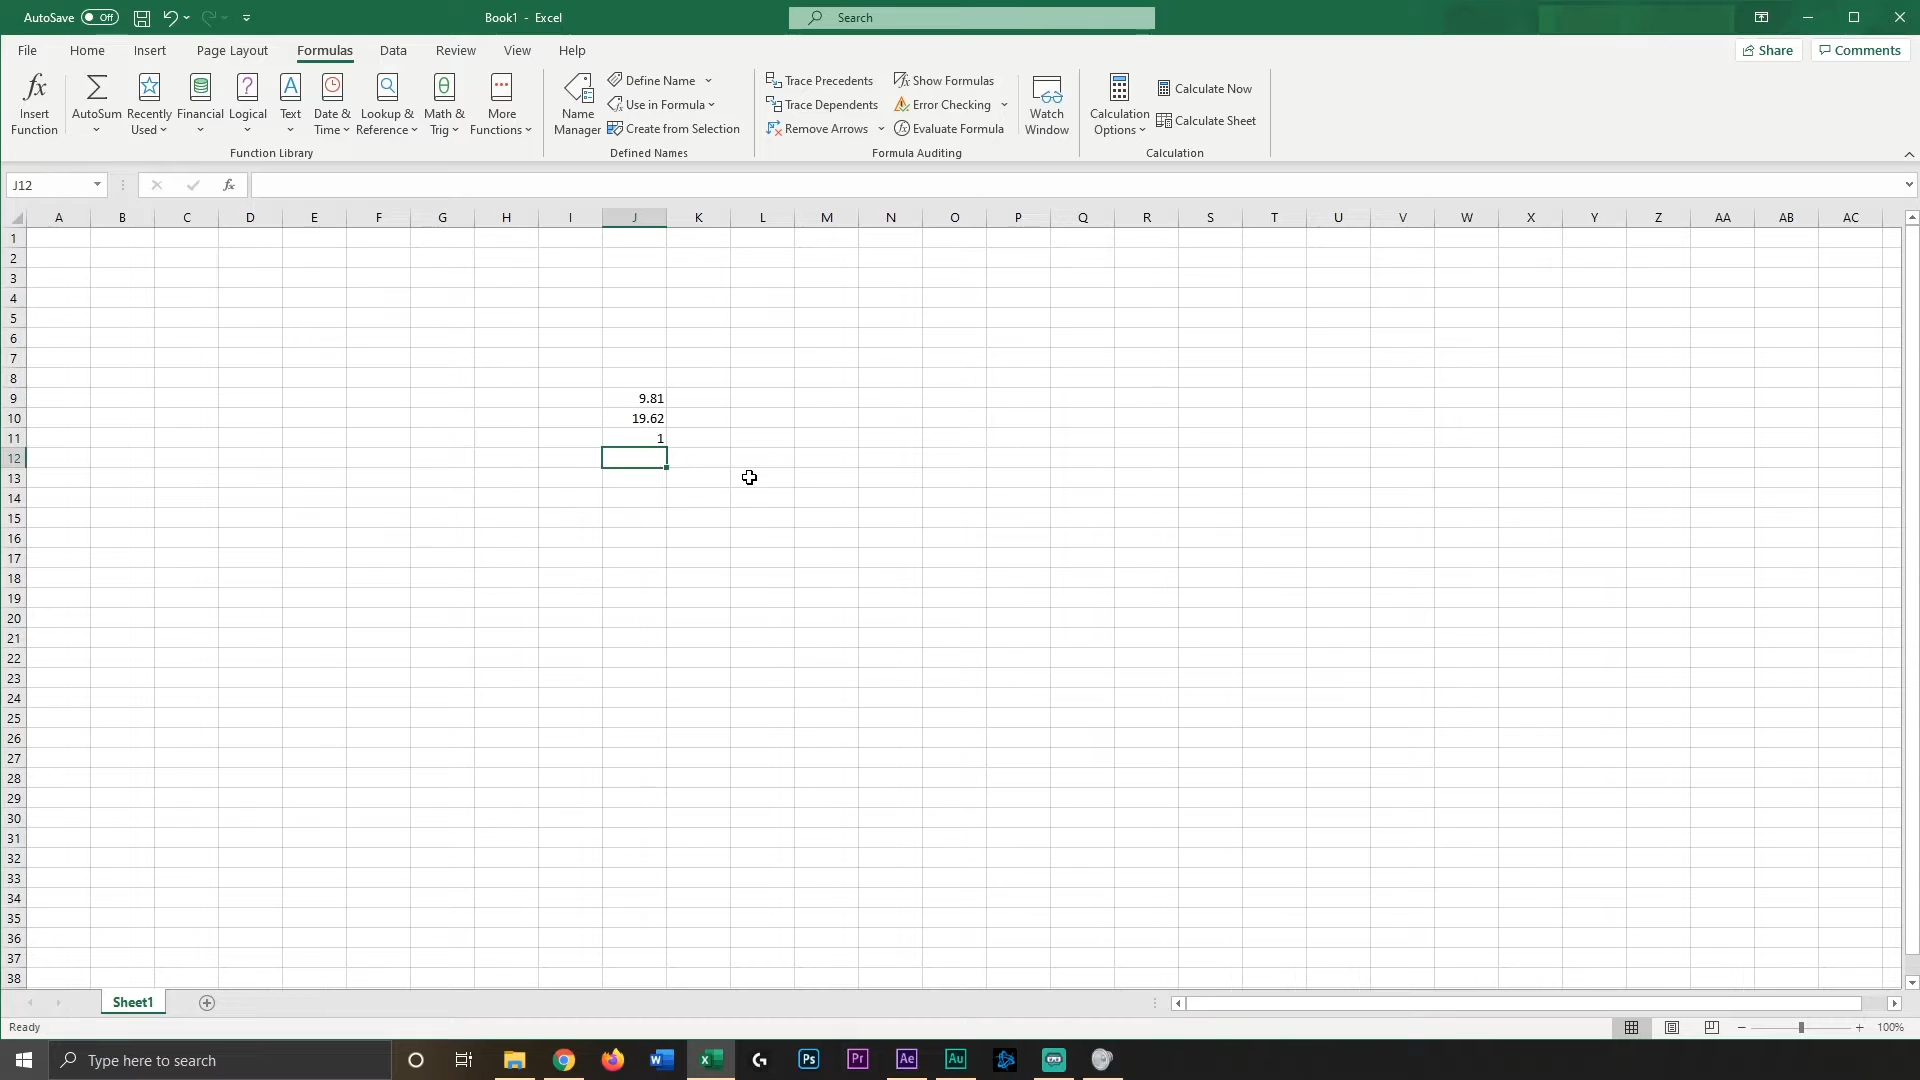 AutoSave Off Book1 - Excel Search
File Home Insert Page Layout Formulas Data Review View Help Share Comments
fx Insert Function
AutoSum
Recently Used
Financial
Logical
Text
Date & Time
Lookup & Reference
Math & Trig
More Functions
Function Library
Name Manager
Define Name
Use in Formula
Create from Selection
Defined Names
Trace Precedents
Trace Dependents
Remove Arrows
Show Formulas
Error Checking
Evaluate Formula
Formula Auditing
Watch Window
Calculation Options
Calculate Now
Calculate Sheet
Calculation
J12 fx
A B C D E F G H I J K L M N O P Q R S T U V W X Y Z AA AB AC
1
2
3
4
5
6
7
8
9 9.81
10 19.62
11 1
12
13
14
15
16
17
18
19
20
21
22
23
24
25
26
27
28
29
30
31
32
33
34
35
36
37
38
Sheet1
Ready 100%
Type here to search W X Ps Pr Ae Au